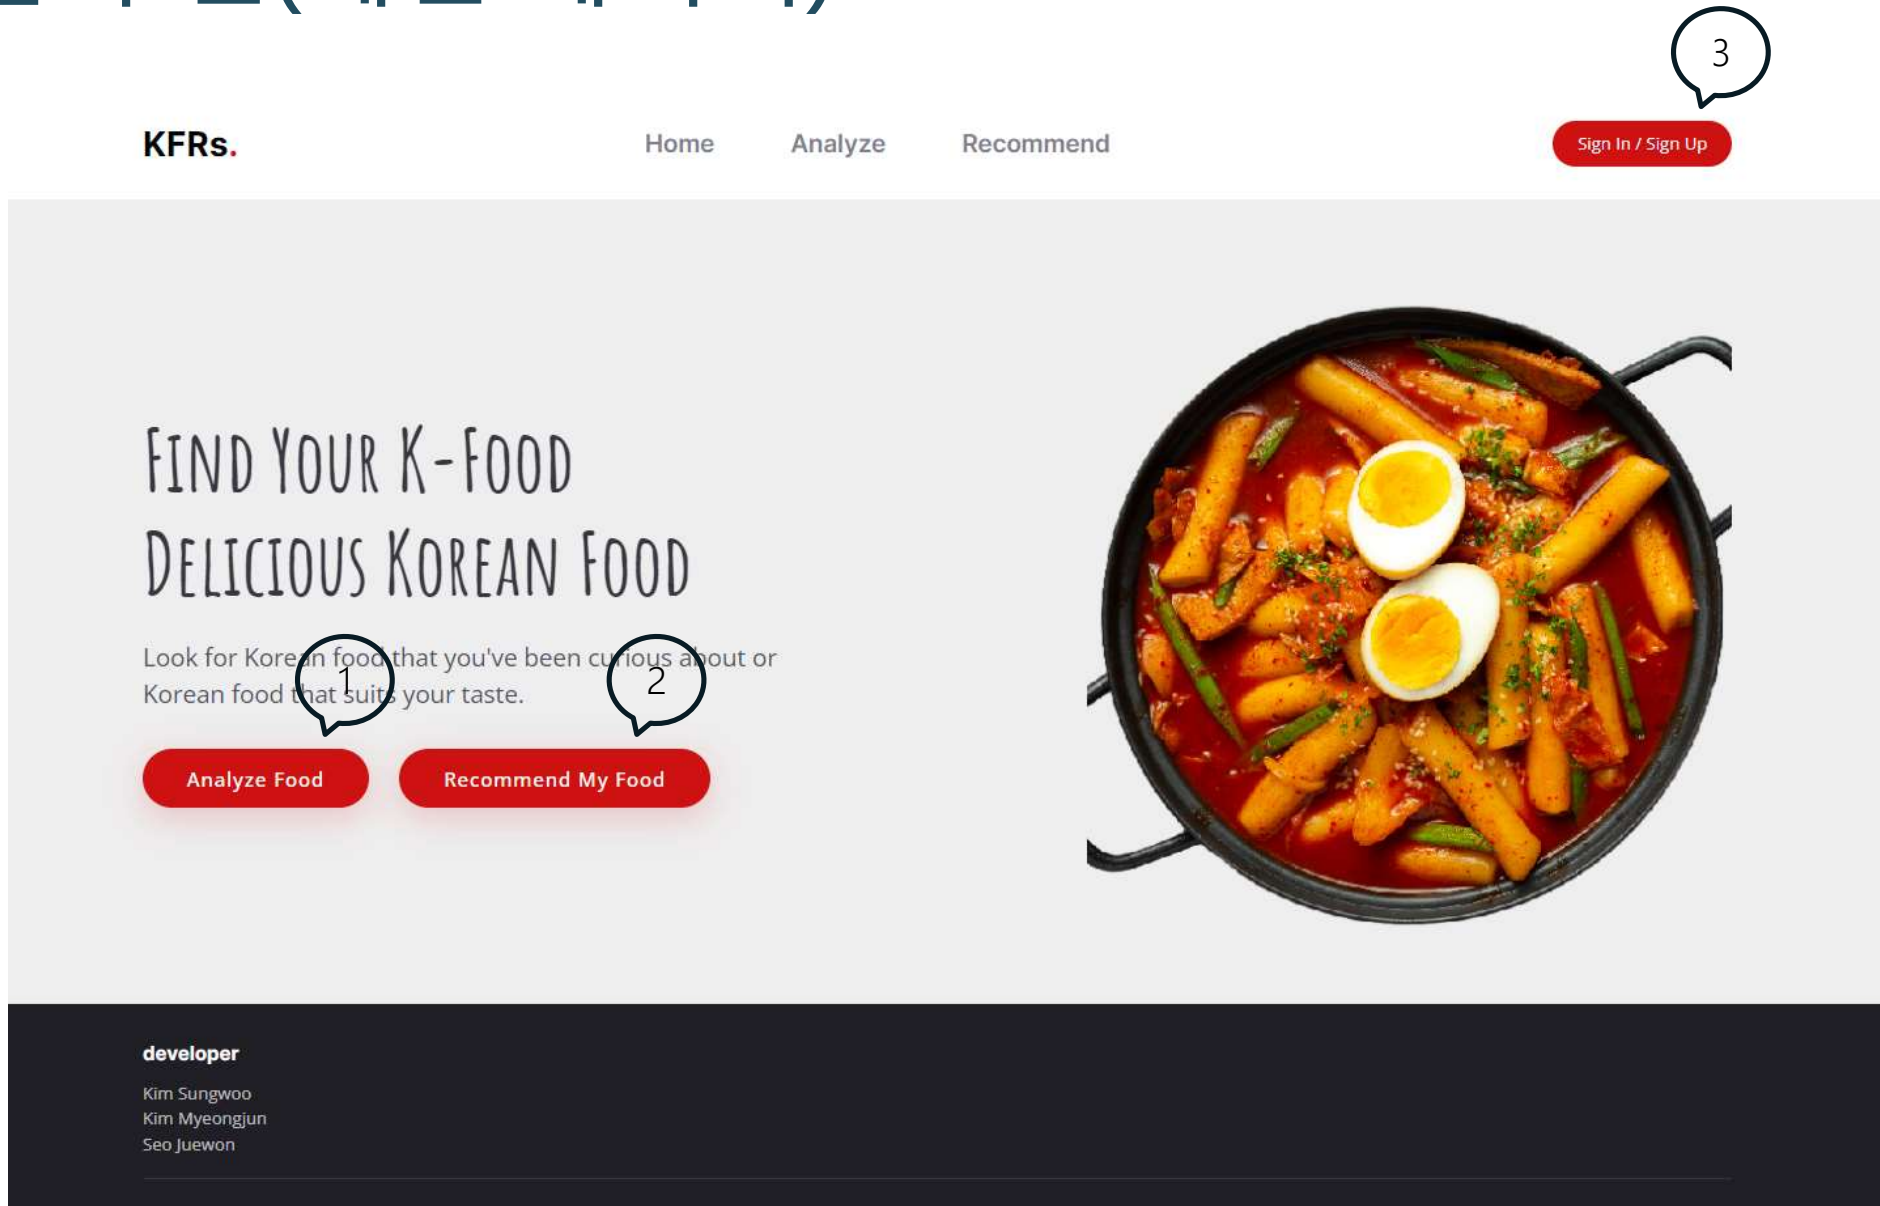 3
KFRs.
Home Analyze Recommend
Sign In / Sign Up
Find Your K-Food
Delicious Korean Food
Look for Korean food that you've been curious about or
Korean food that suits your taste.
1
2
Analyze Food
Recommend My Food
developer
Kim Sungwoo
Kim Myeongjun
Seo Juewon